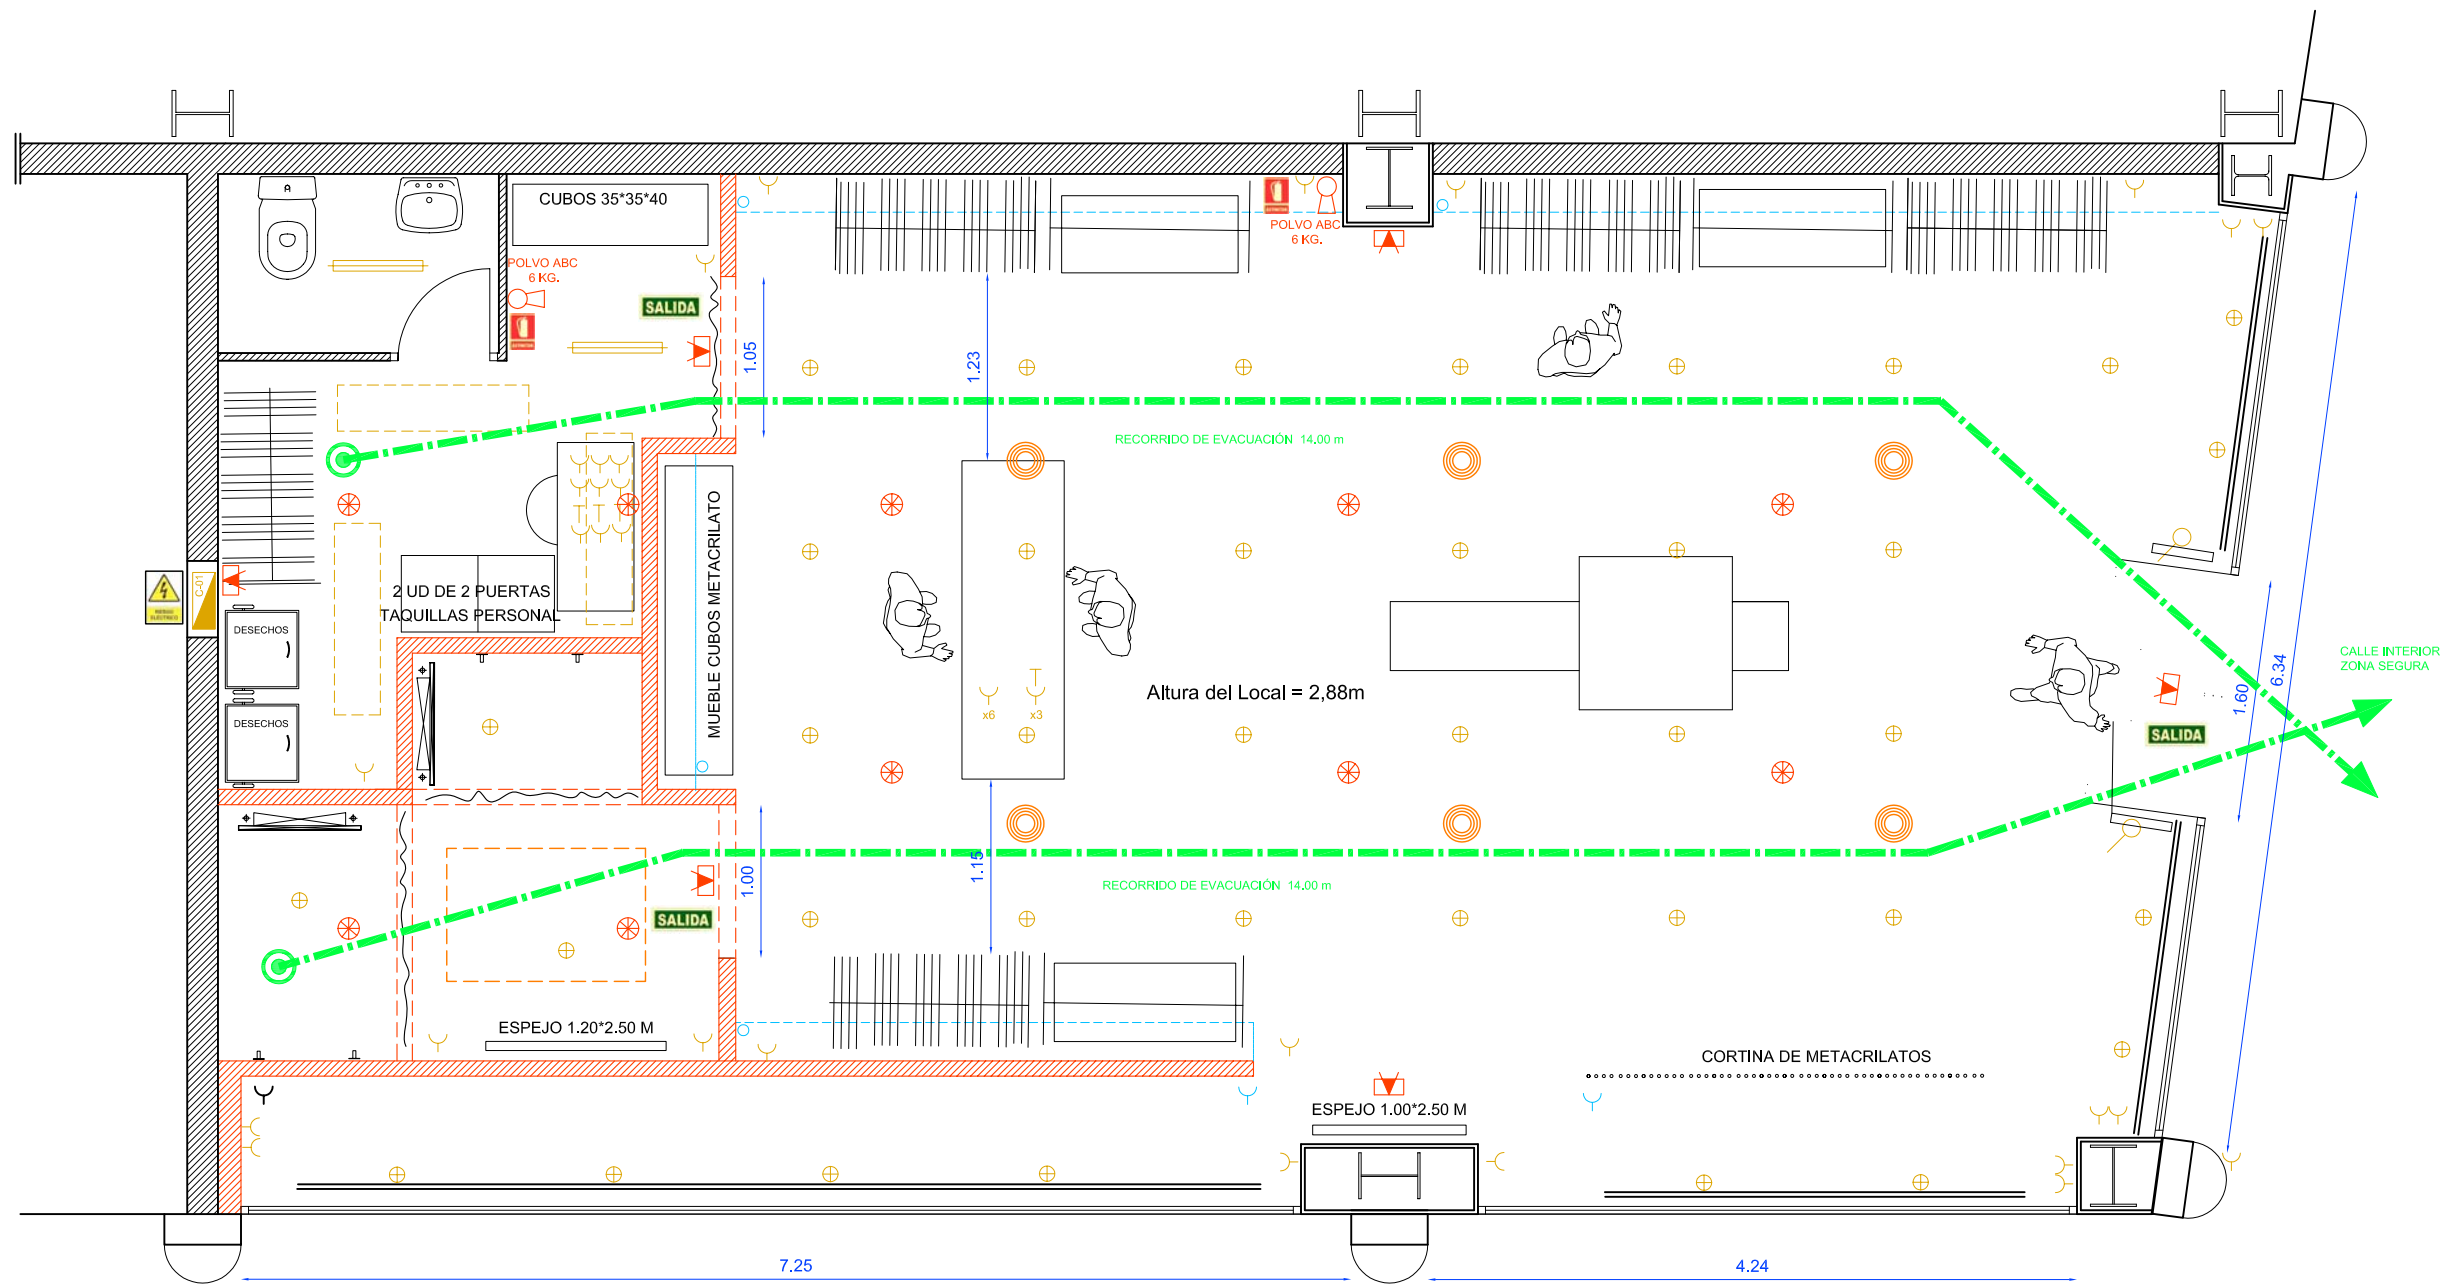 CUBOS 35*35*40
POLVO ABC
6 KG.
POLVO ABC
6 KG.
SALIDA
1.05
1.23
RECORRIDO DE EVACUACIÓN 14.00 m
C-01
2 UD DE 2 PUERTAS
TAQUILLAS PERSONAL
DESECHOS
DESECHOS
MUEBLE CUBOS METACRILATO
x6
x3
Altura del Local = 2,88m
CALLE INTERIOR
ZONA SEGURA
6.34
1.60
SALIDA
1.00
1.15
RECORRIDO DE EVACUACIÓN 14.00 m
SALIDA
ESPEJO 1.20*2.50 M
CORTINA DE METACRILATOS
ESPEJO 1.00*2.50 M
7.25
4.24